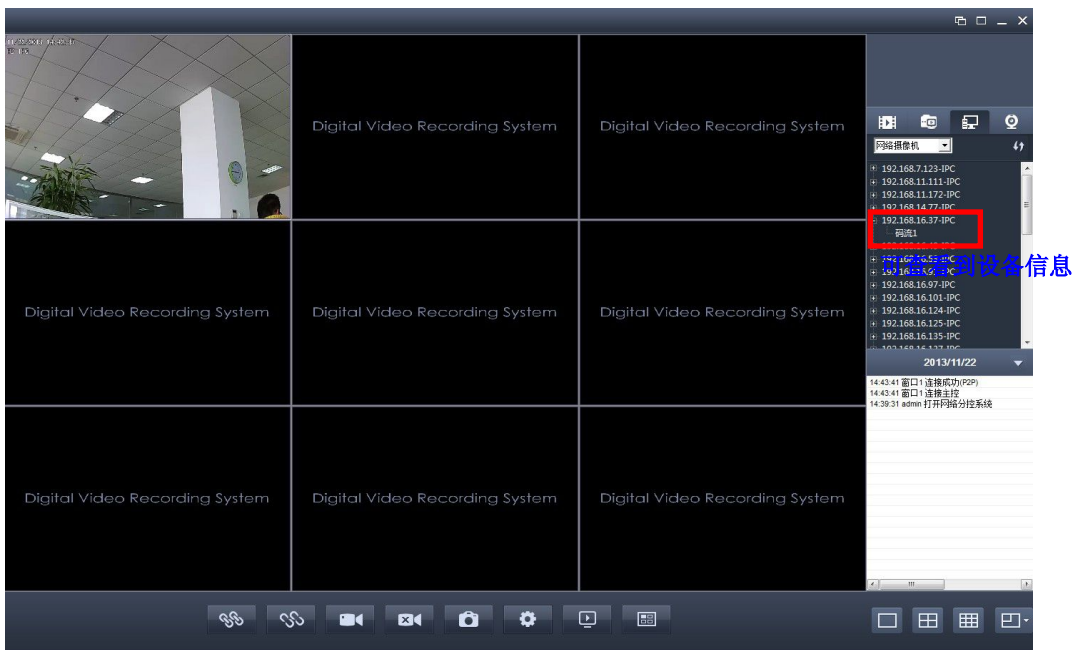 Digital Video Recording System
Digital Video Recording System
Digital Video Recording System
Digital Video Recording System
Digital Video Recording System
Digital Video Recording System
Digital Video Recording System
Digital Video Recording System
网络摄像机
192.168.7.123-IPC
192.168.11.111-IPC
192.168.11.172-IPC
192.168.14.77-IPC
192.168.16.37-IPC
码流1
可查看到设备信息
192.168.16.97-IPC
192.168.16.101-IPC
192.168.16.124-IPC
192.168.16.125-IPC
192.168.16.135-IPC
2013/11/22
14:43:41 窗口1 连接成功(P2P)
14:43:41 窗口1 连接主控
14:39:31 admin 打开网络分控系统